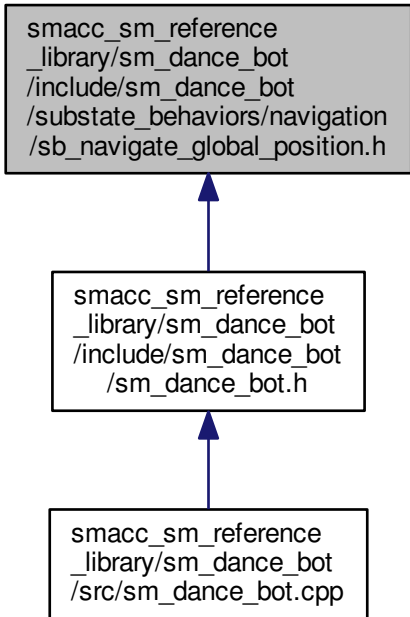 smacc_sm_reference
_library/sm_dance_bot
/include/sm_dance_bot
/substate_behaviors/navigation
/sb_navigate_global_position.h
smacc_sm_reference
_library/sm_dance_bot
/include/sm_dance_bot
/sm_dance_bot.h
smacc_sm_reference
_library/sm_dance_bot
/src/sm_dance_bot.cpp